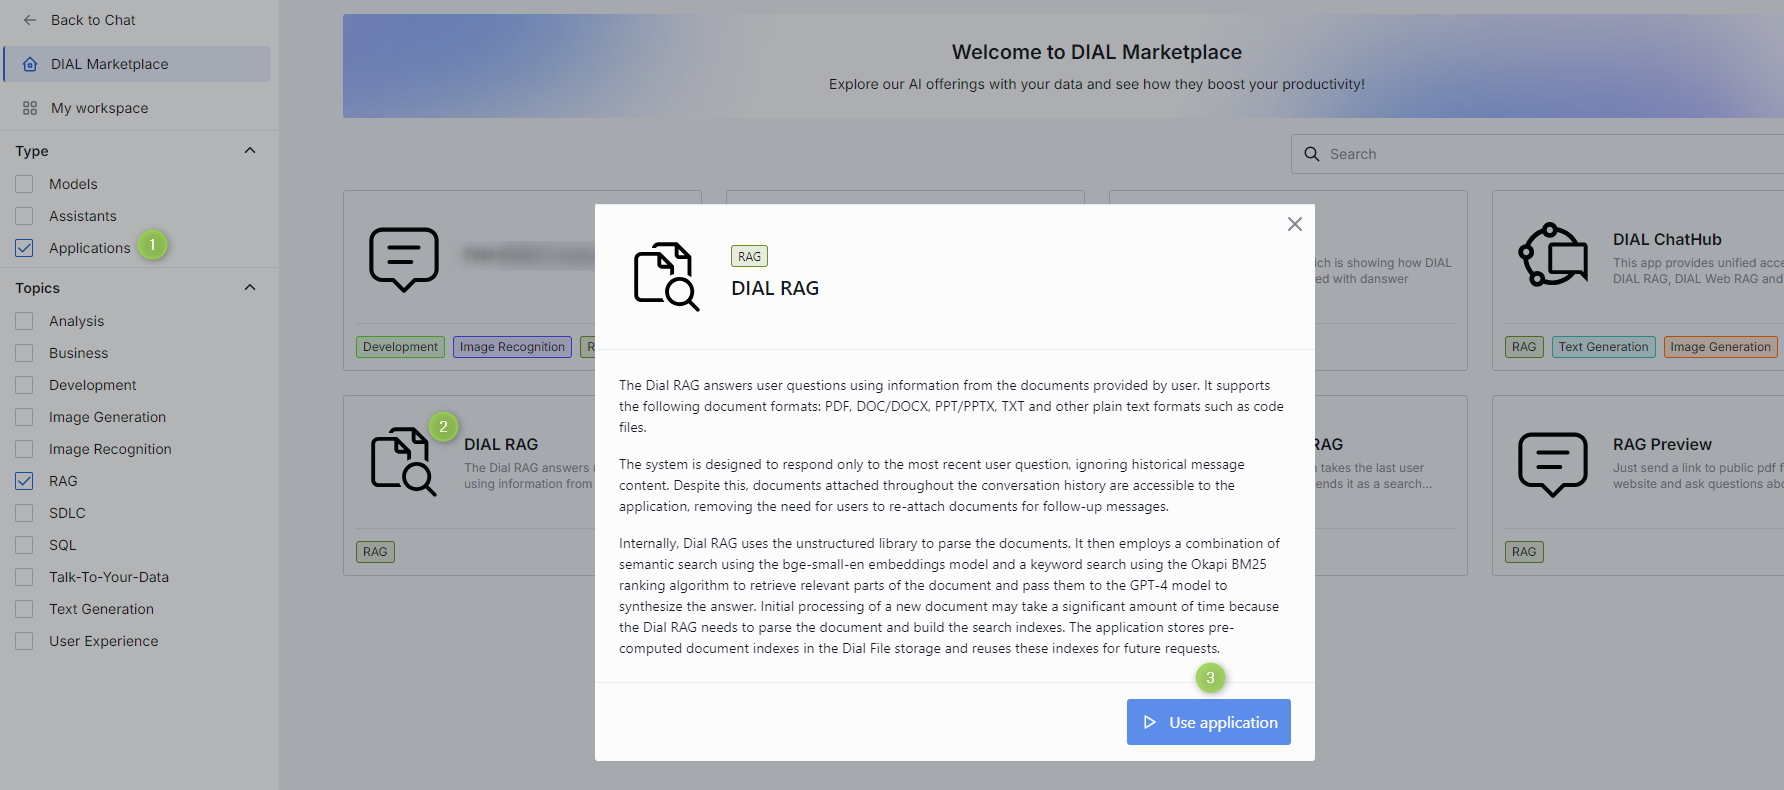 Back to Chat
DIAL Marketplace
My workspace
Type
Models
Assistants
Applications
1
Topics
Analysis
Business
Development
Image Generation
Image Recognition
RAG
SDLC
SQL
Talk-To-Your-Data
Text Generation
User Experience
Welcome to DIAL Marketplace
Explore our AI offerings with your data and see how they boost your productivity!
Search
Development
Image Recognition
is showing how DIAL
with danswer
DIAL ChatHub
This app provides unified
DIAL RAG, DIAL Web RAG and
RAG
Text Generation
Image Generation
2
DIAL RAG
The Dial RAG answers
using information from
RAG
RAG
takes the last user
it as a search...
RAG Preview
Just send a link to public pdf
website and ask questions
RAG
RAG
DIAL RAG
The Dial RAG answers user questions using information from the documents provided by user. It supports
the following document formats: PDF, DOC/DOCX, PPT/PPTX, TXT and other plain text formats such as code
files.
The system is designed to respond only to the most recent user question, ignoring historical message
content. Despite this, documents attached throughout the conversation history are accessible to the
application, removing the need for users to re-attach documents for follow-up messages.
Internally, Dial RAG uses the unstructured library to parse the documents. It then employs a combination of
semantic search using the bge-small-en embeddings model and a keyword search using the Okapi BM25
ranking algorithm to retrieve relevant parts of the document and pass them to the GPT-4 model to
synthesize the answer. Initial processing of a new document may take a significant amount of time because
the Dial RAG needs to parse the document and build the search indexes. The application stores pre-
computed document indexes in the Dial File storage and reuses these indexes for future requests.
3
Use application